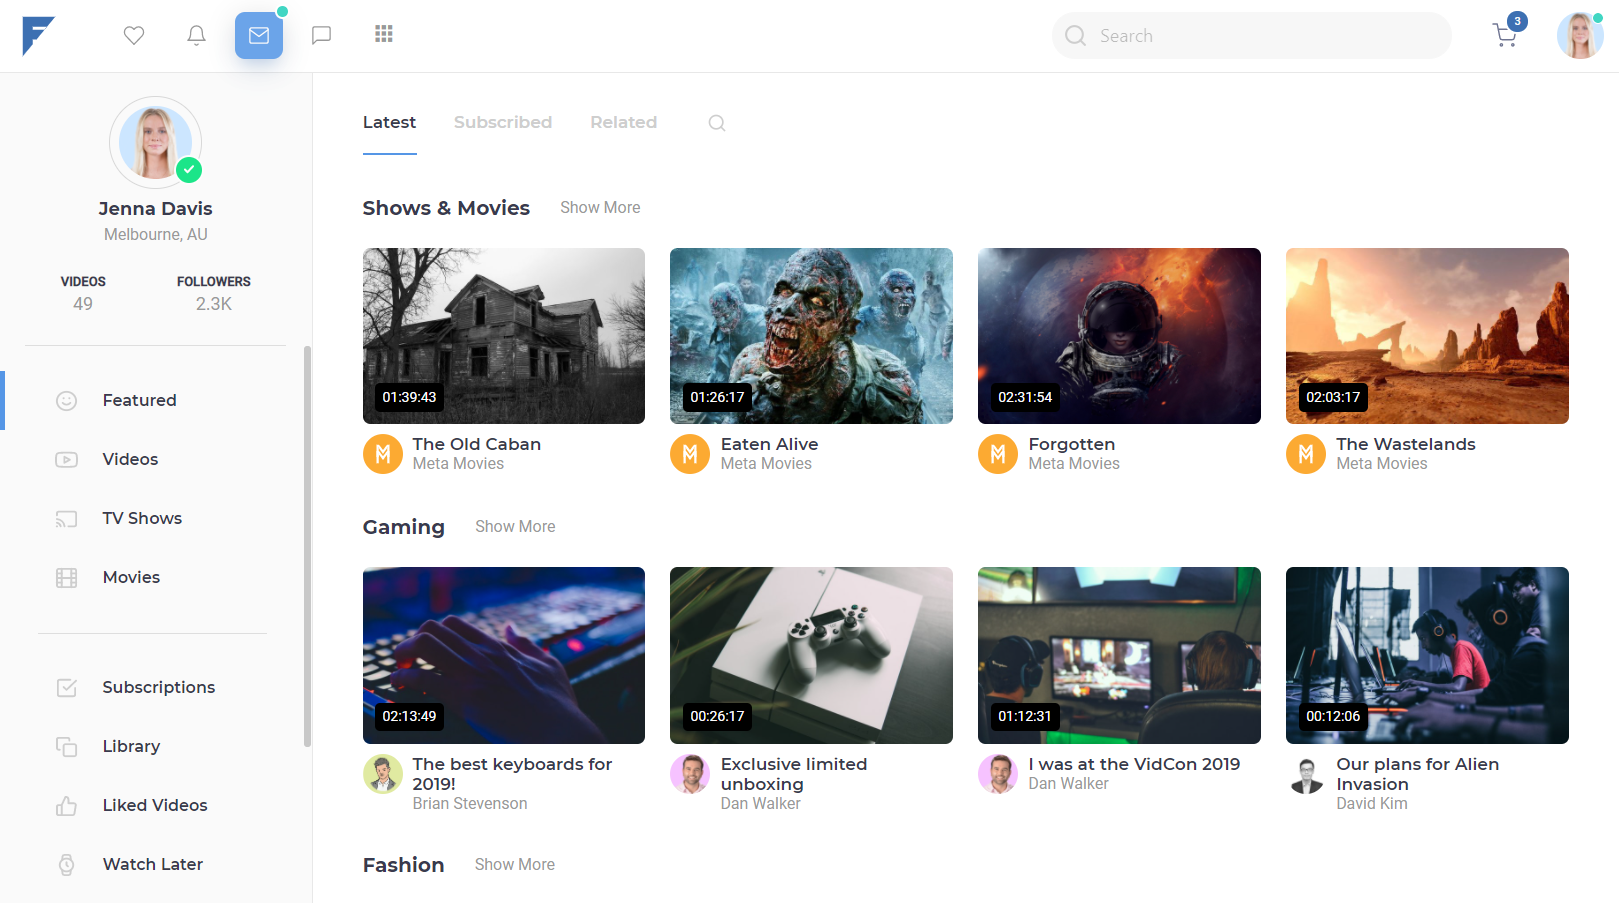 3
Search
Jenna Davis
Melbourne, AU
VIDEOS
49
FOLLOWERS
2.3K
Featured
Videos
TV Shows
Movies
Subscriptions
Library
Liked Videos
Watch Later
Latest
Subscribed
Related
Shows & Movies
Show More
01:39:43
01:26:17
02:31:54
02:03:17
The Old Caban
Meta Movies
Eaten Alive
Meta Movies
Forgotten
Meta Movies
The Wastelands
Meta Movies
Gaming
Show More
02:13:49
00:26:17
01:12:31
00:12:06
The best keyboards for
2019!
Brian Stevenson
Exclusive limited
unboxing
Dan Walker
I was at the VidCon 2019
Dan Walker
Our plans for Alien
Invasion
David Kim
Fashion
Show More